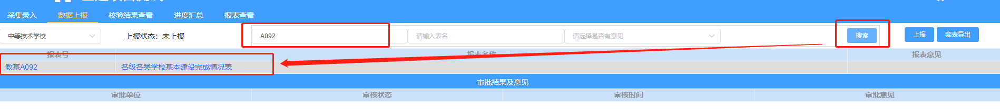 采集录入 数据上报 校验结果查看 进度汇总 报表查看
中等技术学校 上报状态：未上报 A092 请输入表名 请选择是否有意见 搜索 上报 套表导出
报表号 报表名称 报表意见
教基A092 各级各类学校基本建设完成情况表
审批结果及意见
审批单位 审核状态 审核时间 审批意见